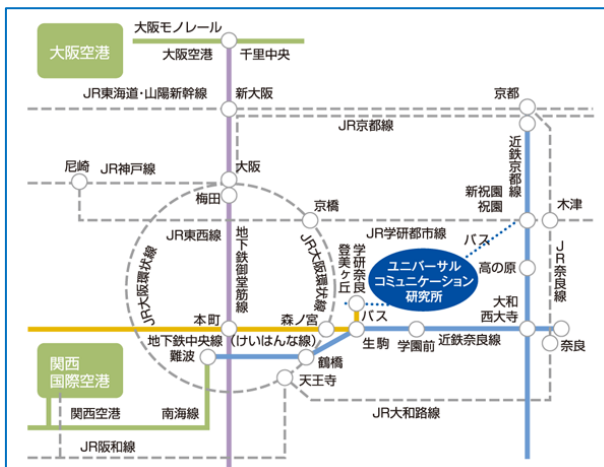 大阪モノレール
大阪空港
大阪空港
千里中央
JR東海道・山陽新幹線
新大阪
京都
JR京都線
尼崎
JR神戸線
大阪
近鉄京都線
梅田
京橋
新祝園
祝園
木津
JR東西線
JR学研都市線
バス
JR大阪環状線
地下鉄御堂筋線
JR大阪環状線
学研奈良
登美ヶ丘
ユニバーサル
コミュニケーション
研究所
高の原
JR奈良線
本町
森ノ宮
バス
大和
西大寺
地下鉄中央線
(けいはんな線)
生駒
学園前
近鉄奈良線
奈良
難波
鶴橋
関西
国際空港
天王寺
関西空港
南海線
JR大和路線
JR阪和線